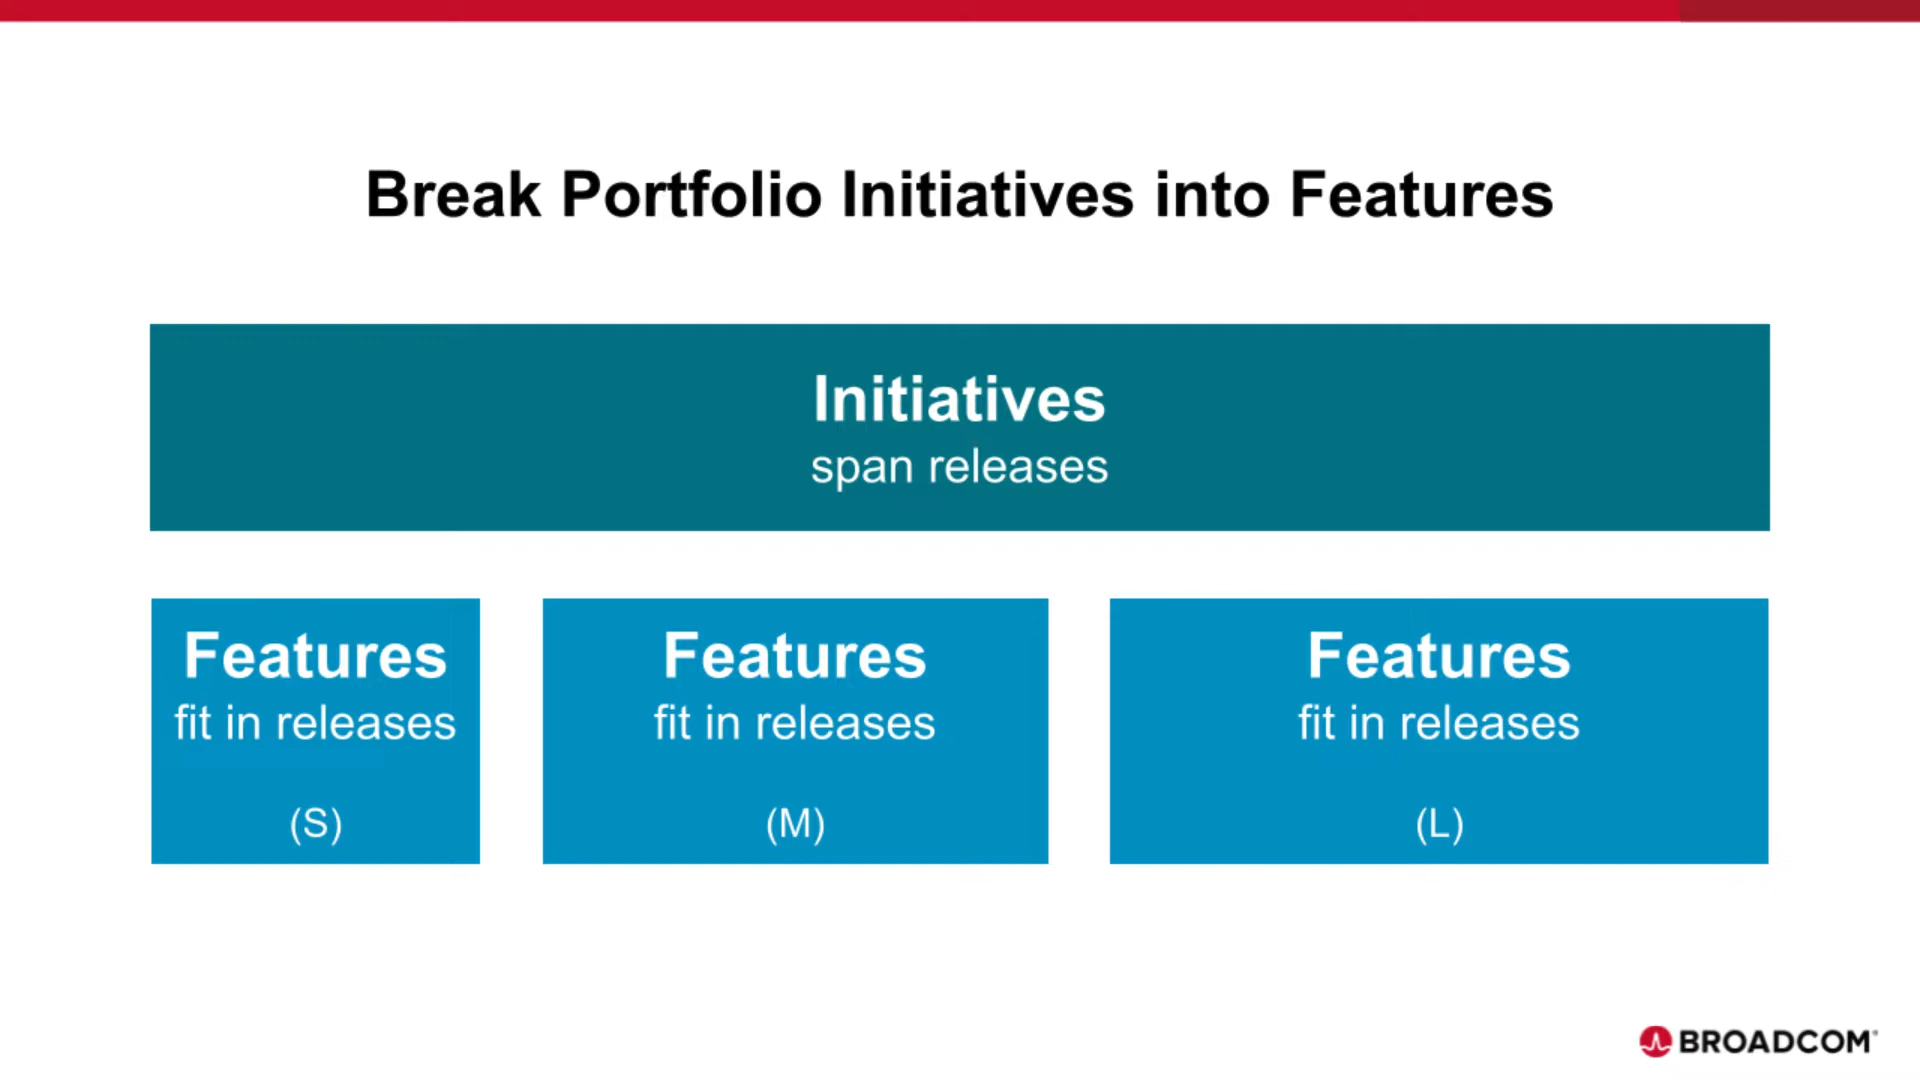 Break Portfolio Initiatives into Features
Initiatives
span releases
Features
fit in releases
(S)
Features
fit in releases
(M)
Features
fit in releases
(L)
BROADCOM®